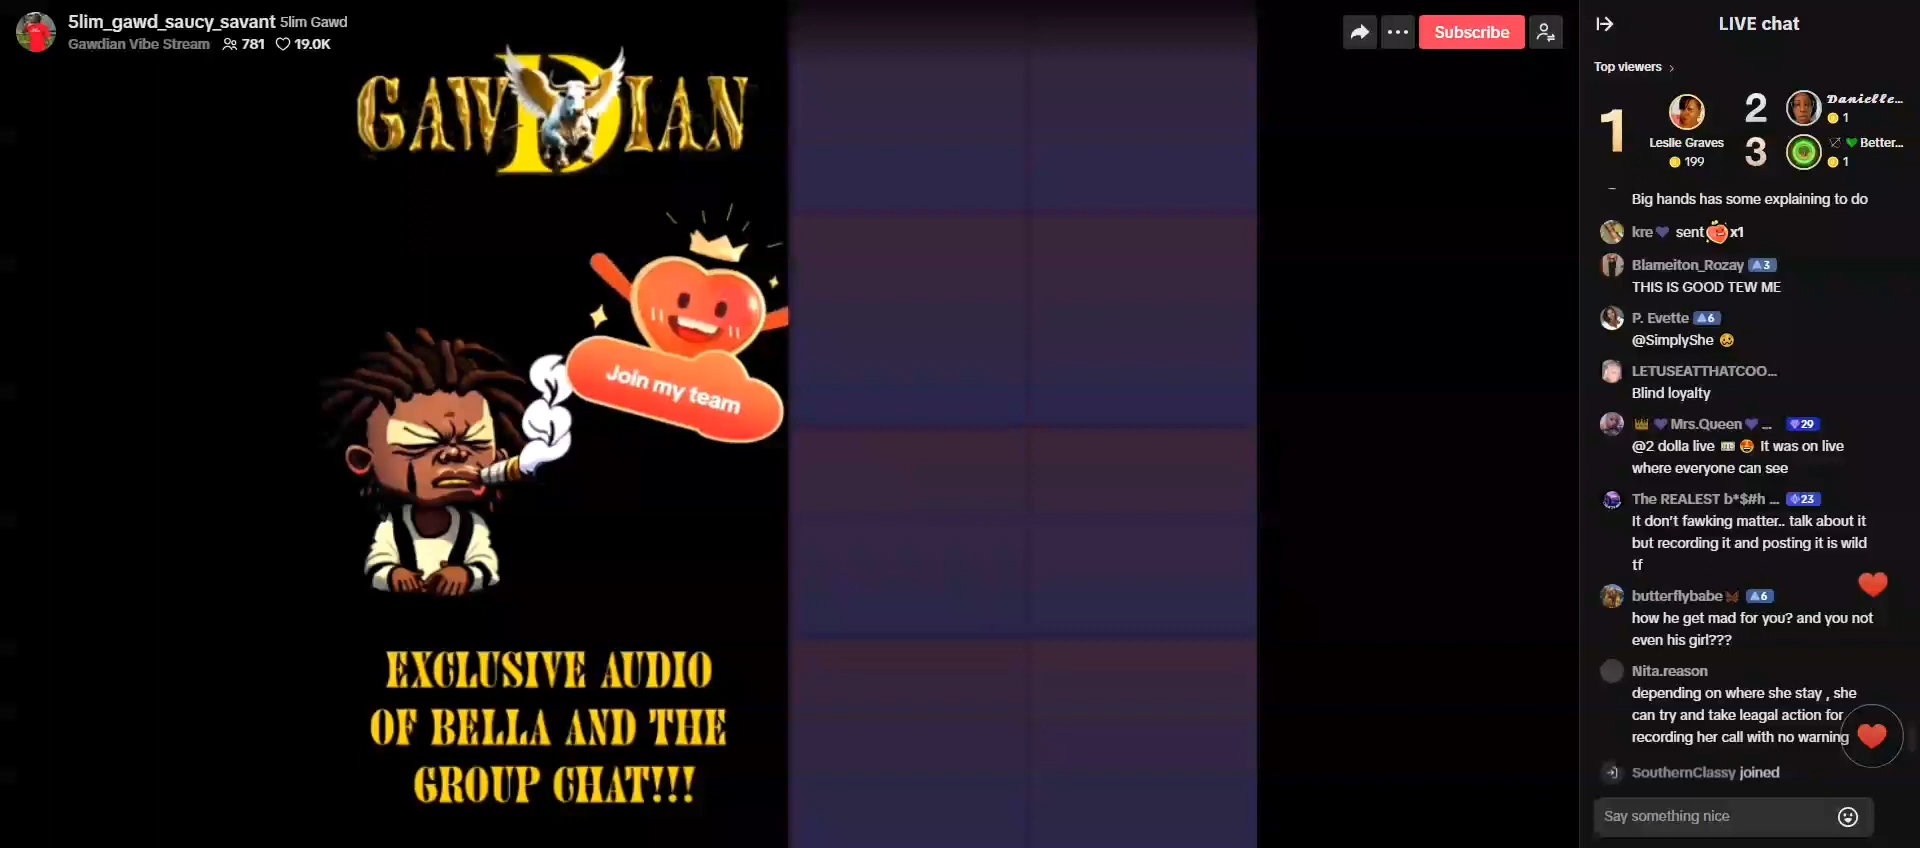 5lim_gawd_saucy_savant 5lim Gawd
Gawdian Vibe Stream 781 19.0K
Subscribe
LIVE chat
GAWDIAN
Join my team
EXCLUSIVE AUDIO
OF BELLA AND THE
GROUP CHAT!!!
Top viewers
1
Leslie Graves
199
2
Danielle...
1
3
Better...
1
Big hands has some explaining to do
kre sent x1
Blameiton_Rozay 3
THIS IS GOOD TEW ME
P. Evette 6
@SimplyShe
LETUSEATTHATCOO...
Blind loyalty
Mrs.Queen ... 29
@2 dolla live It was on live
where everyone can see
The REALEST b*$#h ... 23
It don't fawking matter.. talk about it
but recording it and posting it is wild
tf
butterflybabe 6
how he get mad for you? and you not
even his girl???
Nita.reason
depending on where she stay , she
can try and take leagal action for
recording her call with no warning
SouthernClassy joined
Say something nice